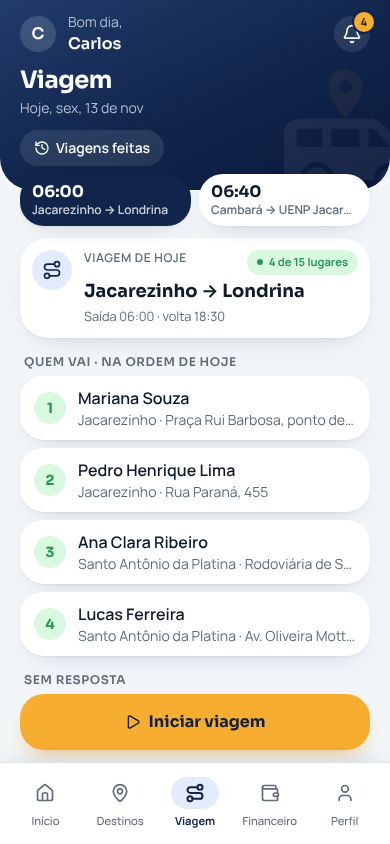 C
Bom dia,
Carlos
4
Viagem
Hoje, sex, 13 de nov
Viagens feitas
06:00
Jacarezinho → Londrina
06:40
Cambará → UENP Jacar...
VIAGEM DE HOJE
4 de 15 lugares
Jacarezinho → Londrina
Saída 06:00 · volta 18:30
QUEM VAI · NA ORDEM DE HOJE
1
Mariana Souza
Jacarezinho · Praça Rui Barbosa, ponto de...
2
Pedro Henrique Lima
Jacarezinho · Rua Paraná, 455
3
Ana Clara Ribeiro
Santo Antônio da Platina · Rodoviária de S...
4
Lucas Ferreira
Santo Antônio da Platina · Av. Oliveira Mott...
SEM RESPOSTA
Iniciar viagem
Início
Destinos
Viagem
Financeiro
Perfil